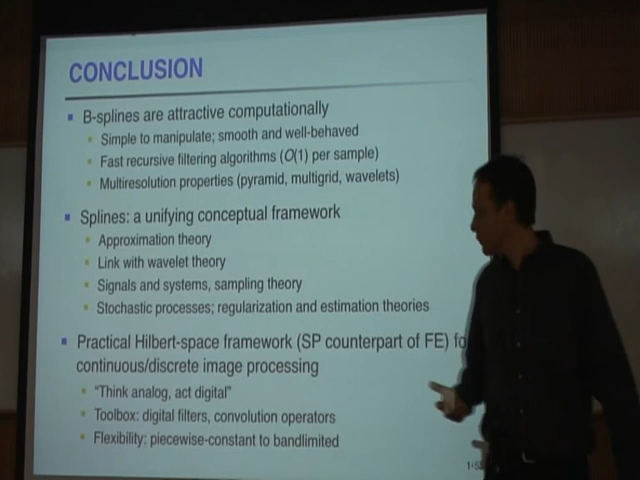 CONCLUSION
B-splines are attractive computationally
Simple to manipulate; smooth and well-behaved
Fast recursive filtering algorithms (O(1) per sample)
Multiresolution properties (pyramid, multigrid, wavelets)
Splines: a unifying conceptual framework
Approximation theory
Link with wavelet theory
Signals and systems, sampling theory
Stochastic processes; regularization and estimation theories
Practical Hilbert-space framework (SP counterpart of FE)
continuous/discrete image processing
"Think analog, act digital"
Toolbox: digital filters, convolution operators
Flexibility: piecewise-constant to bandlimited